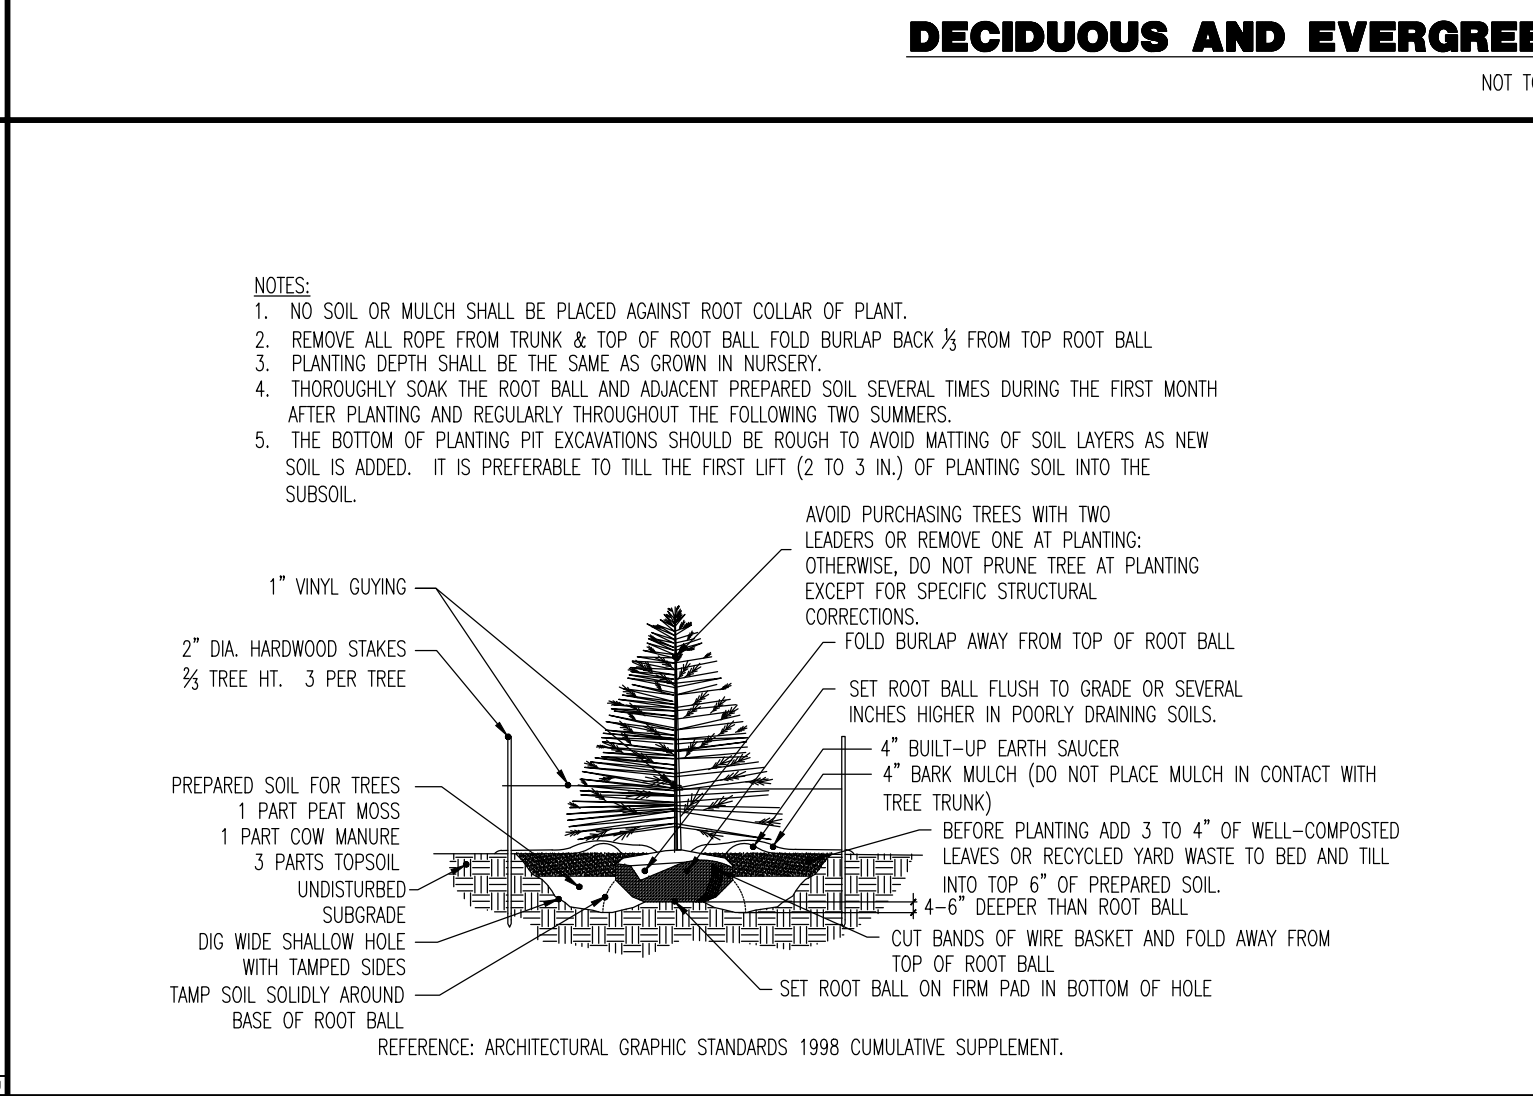 DECIDUOUS AND EVERGREE
NOT TO
NOTES:
1. NO SOIL OR MULCH SHALL BE PLACED AGAINST ROOT COLLAR OF PLANT.
2. REMOVE ALL ROPE FROM TRUNK & TOP OF ROOT BALL FOLD BURLAP BACK ⅓ FROM TOP ROOT BALL
3. PLANTING DEPTH SHALL BE THE SAME AS GROWN IN NURSERY.
4. THOROUGHLY SOAK THE ROOT BALL AND ADJACENT PREPARED SOIL SEVERAL TIMES DURING THE FIRST MONTH
AFTER PLANTING AND REGULARLY THROUGHOUT THE FOLLOWING TWO SUMMERS.
5. THE BOTTOM OF PLANTING PIT EXCAVATIONS SHOULD BE ROUGH TO AVOID MATTING OF SOIL LAYERS AS NEW
SOIL IS ADDED. IT IS PREFERABLE TO TILL THE FIRST LIFT (2 TO 3 IN.) OF PLANTING SOIL INTO THE
SUBSOIL.
AVOID PURCHASING TREES WITH TWO
LEADERS OR REMOVE ONE AT PLANTING:
OTHERWISE, DO NOT PRUNE TREE AT PLANTING
EXCEPT FOR SPECIFIC STRUCTURAL
CORRECTIONS.
1" VINYL GUYING
2" DIA. HARDWOOD STAKES
⅔ TREE HT. 3 PER TREE
FOLD BURLAP AWAY FROM TOP OF ROOT BALL
SET ROOT BALL FLUSH TO GRADE OR SEVERAL
INCHES HIGHER IN POORLY DRAINING SOILS.
4" BUILT-UP EARTH SAUCER
4" BARK MULCH (DO NOT PLACE MULCH IN CONTACT WITH
TREE TRUNK)
PREPARED SOIL FOR TREES
1 PART PEAT MOSS
1 PART COW MANURE
3 PARTS TOPSOIL
UNDISTURBED
SUBGRADE
DIG WIDE SHALLOW HOLE
WITH TAMPED SIDES
TAMP SOIL SOLIDLY AROUND
BASE OF ROOT BALL
BEFORE PLANTING ADD 3 TO 4" OF WELL-COMPOSTED
LEAVES OR RECYCLED YARD WASTE TO BED AND TILL
INTO TOP 6" OF PREPARED SOIL.
4-6" DEEPER THAN ROOT BALL
CUT BANDS OF WIRE BASKET AND FOLD AWAY FROM
TOP OF ROOT BALL
SET ROOT BALL ON FIRM PAD IN BOTTOM OF HOLE
REFERENCE: ARCHITECTURAL GRAPHIC STANDARDS 1998 CUMULATIVE SUPPLEMENT.